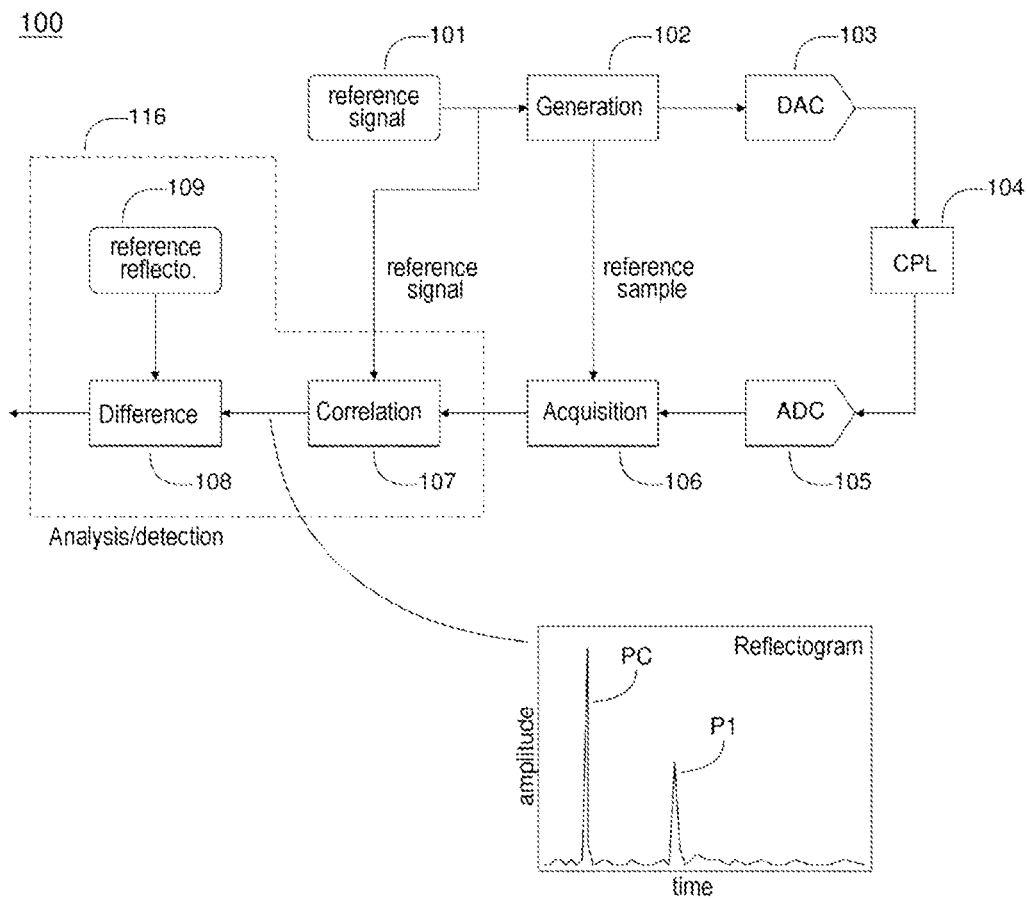 100
101
102
103
reference
signal
Generation
DAC
116
109
104
reference
reflecto.
CPL
reference
signal
reference
sample
Difference
Correlation
Acquisition
ADC
108
107
106
105
Analysis/detection
Reflectogram
PC
P1
amplitude
time